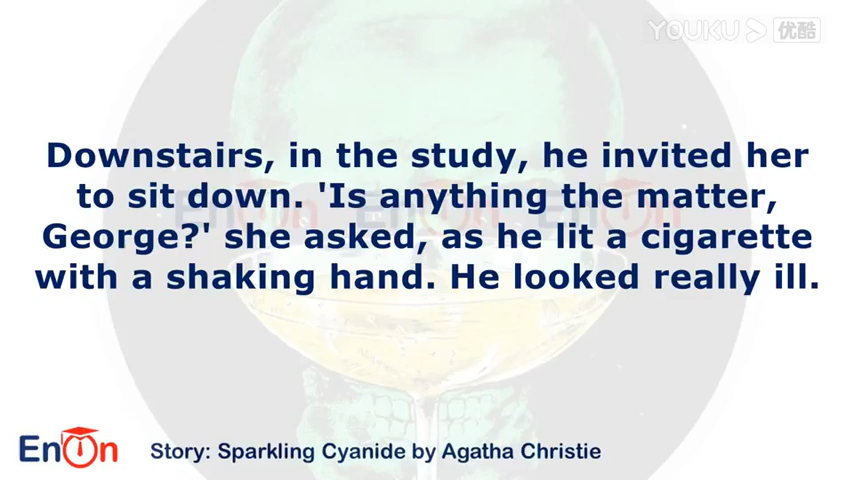 YOUKU 优酷
Downstairs, in the study, he invited her
to sit down. 'Is anything the matter,
George?' she asked, as he lit a cigarette
with a shaking hand. He looked really ill.
EnOn
Story: Sparkling Cyanide by Agatha Christie